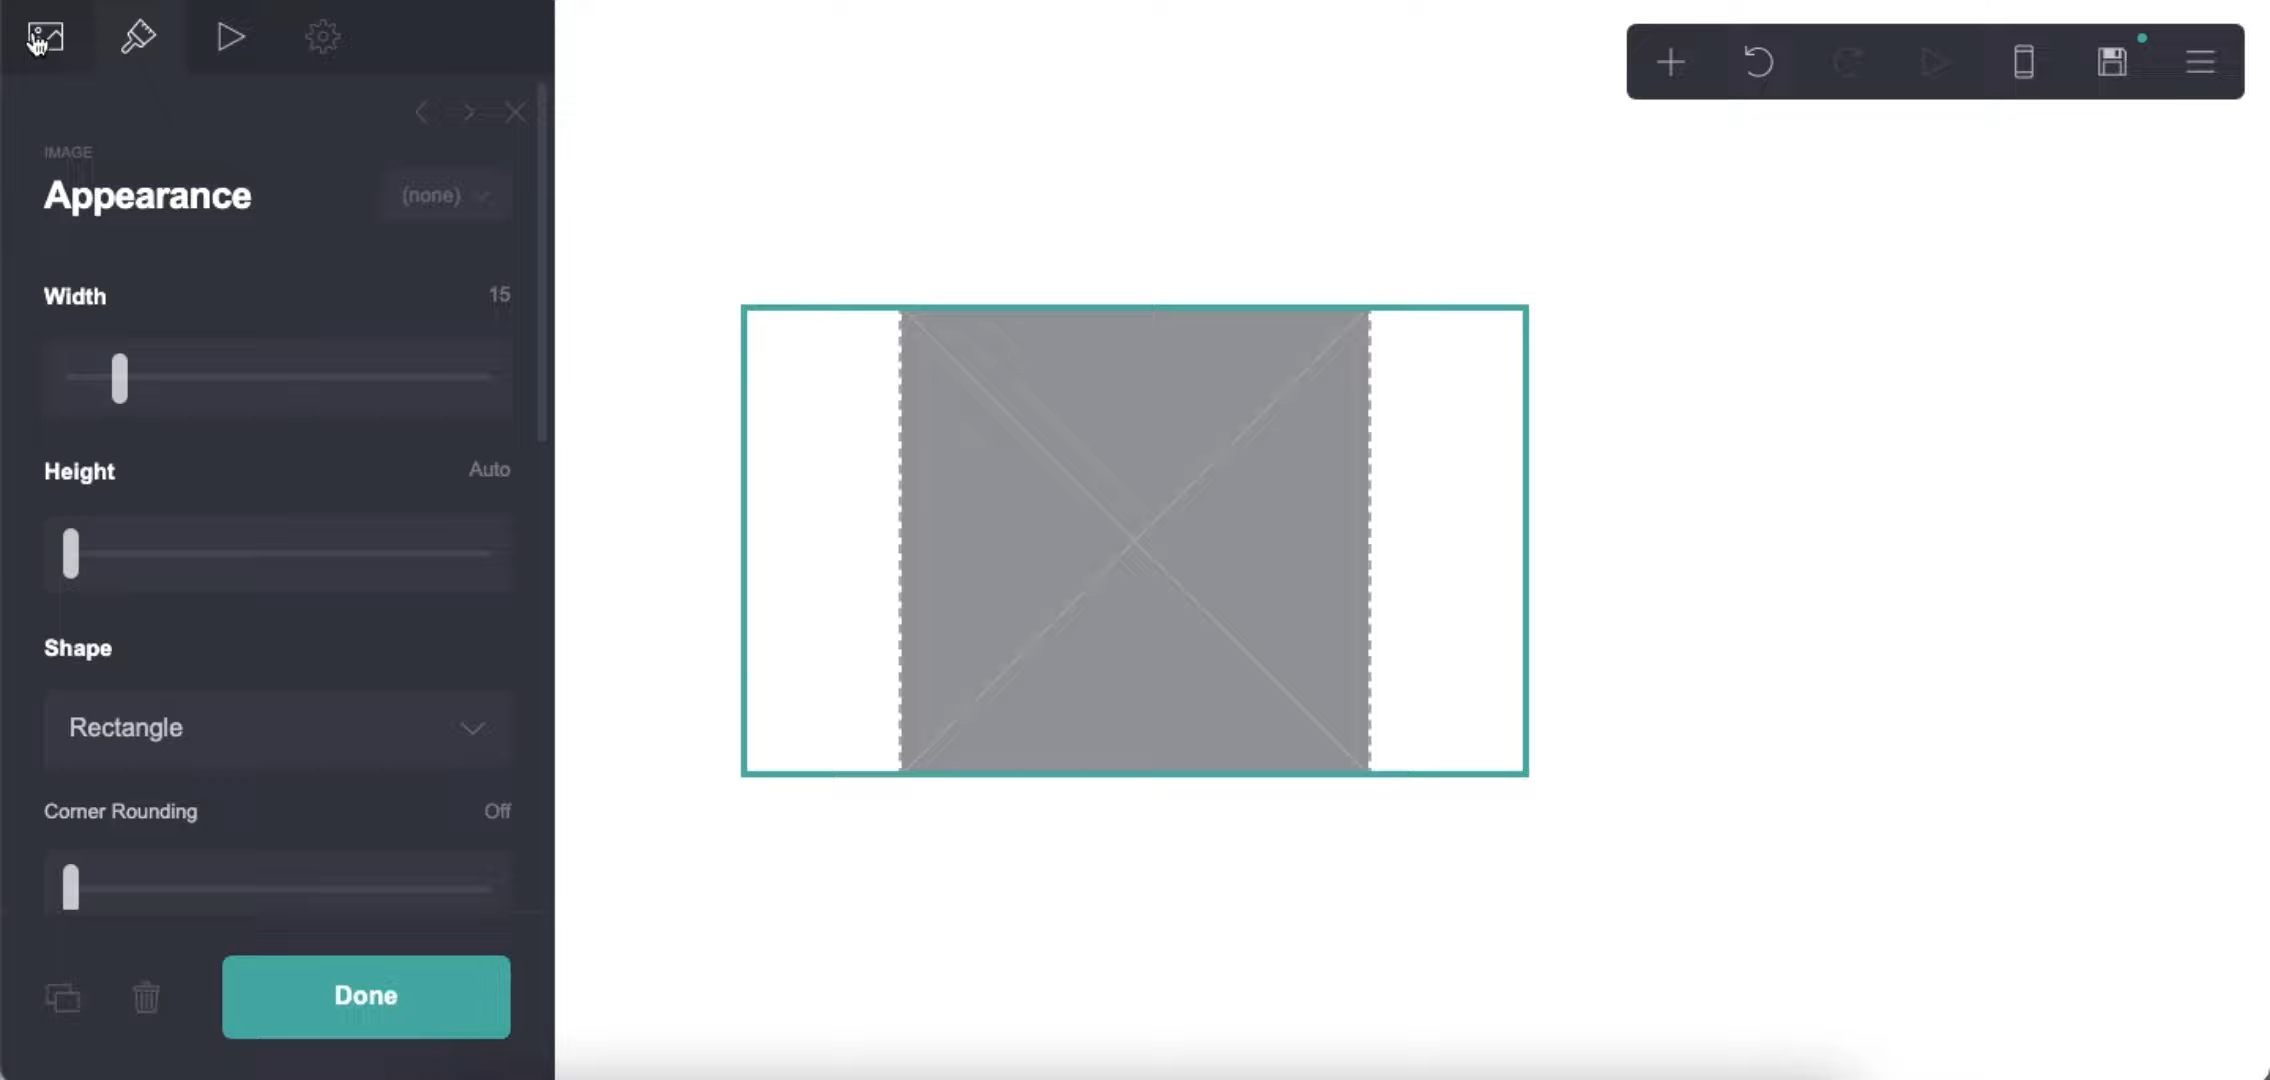 IMAGE
Appearance
(none)
Width
15
Height
Auto
Shape
Rectangle
Corner Rounding
Off
Done